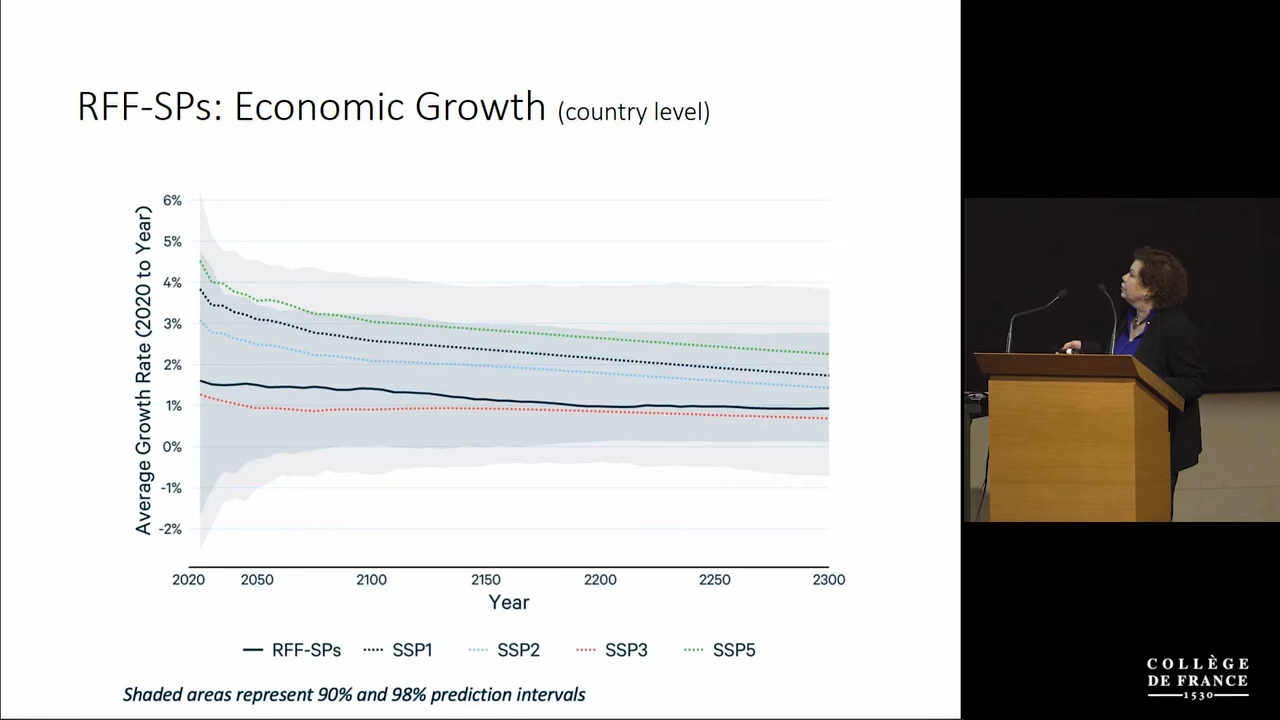 RFF-SPs: Economic Growth (country level)
Average Growth Rate (2020 to Year)
6%
5%
4%
3%
2%
1%
0%
-1%
-2%
2020 2050 2100 2150 2200 2250 2300
Year
RFF-SPs SSP1 SSP2 SSP3 SSP5
Shaded areas represent 90% and 98% prediction intervals
COLLÈGE
DE FRANCE
1530